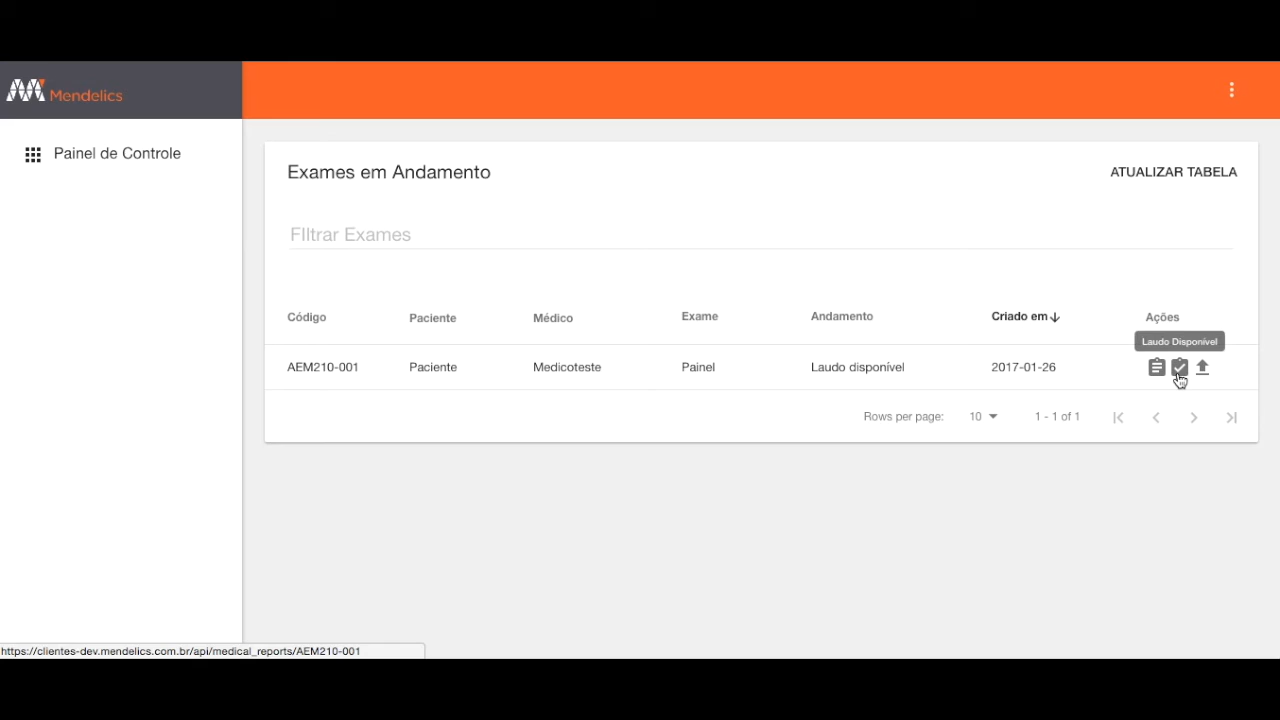 Mendelics
Painel de Controle
Exames em Andamento
ATUALIZAR TABELA
FIltrar Exames
Código Paciente Médico Exame Andamento Criado em Ações
Laudo Disponível
AEM210-001 Paciente Medicoteste Painel Laudo disponível 2017-01-26
Rows per page: 10 1 - 1 of 1
https://clientes-dev.mendelics.com.br/api/medical_reports/AEM210-001